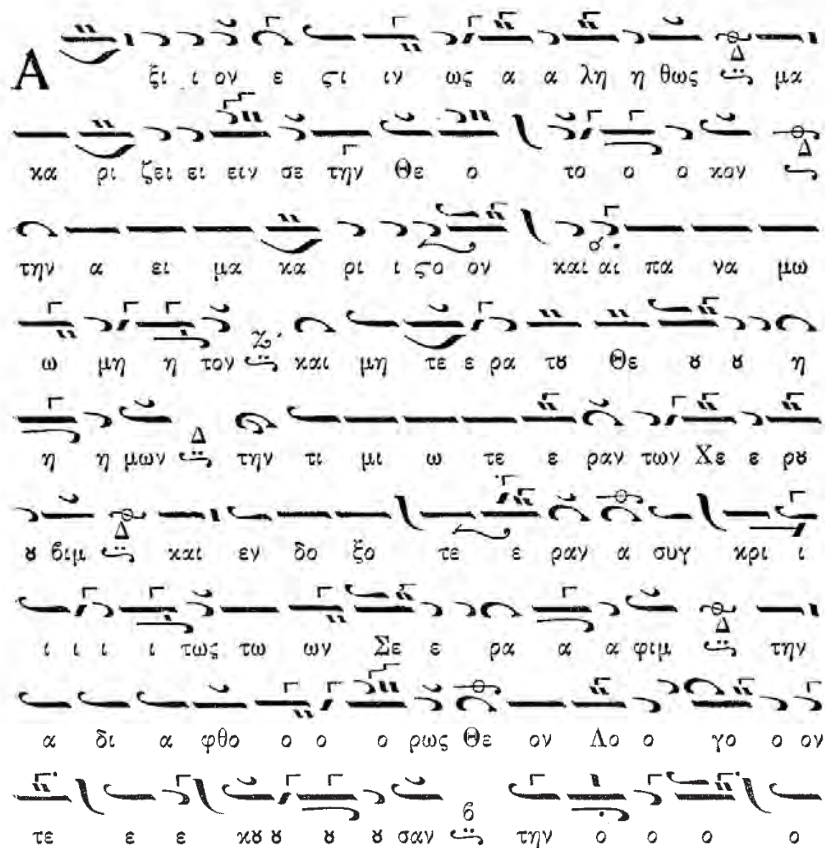 Α ξι ι ον ε ϛι ιν ως α α λη η θως Δ μα
κα ρι ζει ει ειν σε την Θε ο το ο ο κον Δ
την α ει μα κα ρι ι ϛο ον και αι πα να μω
ω μη η τον και μη τε ε ρα τȣ Θε ȣ ȣ η
η η μων Δ την τι μι ω τε ε ραν των Χε ε ρȣ
ȣ βιμ Δ και εν δο ξο τε ε ραν α συγ κρι ι
ι ι ι ι τως τω ων Σε ε ρα α α φιμ Δ την
α δι α φθο ο ο ο ρως Θε ον Λο ο γο ο ον
τε ε ε κȣ ȣ ȣ ȣ σαν την ο ο ο ο